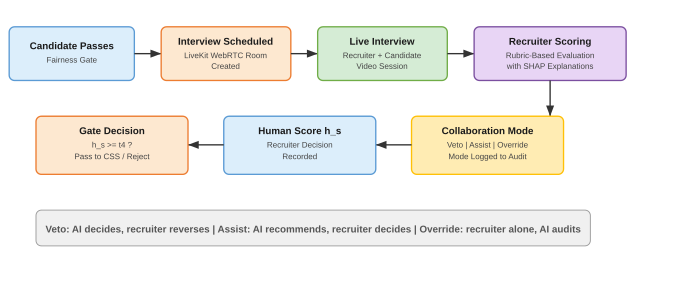 Candidate Passes
Fairness Gate
Interview Scheduled
LiveKit WebRTC Room
Created
Live Interview
Recruiter + Candidate
Video Session
Recruiter Scoring
Rubric-Based Evaluation
with SHAP Explanations
Collaboration Mode
Veto | Assist | Override
Mode Logged to Audit
Human Score h_s
Recruiter Decision
Recorded
Gate Decision
h_s >= t4 ?
Pass to CSS / Reject
Veto: AI decides, recruiter reverses | Assist: AI recommends, recruiter decides | Override: recruiter alone, AI audits